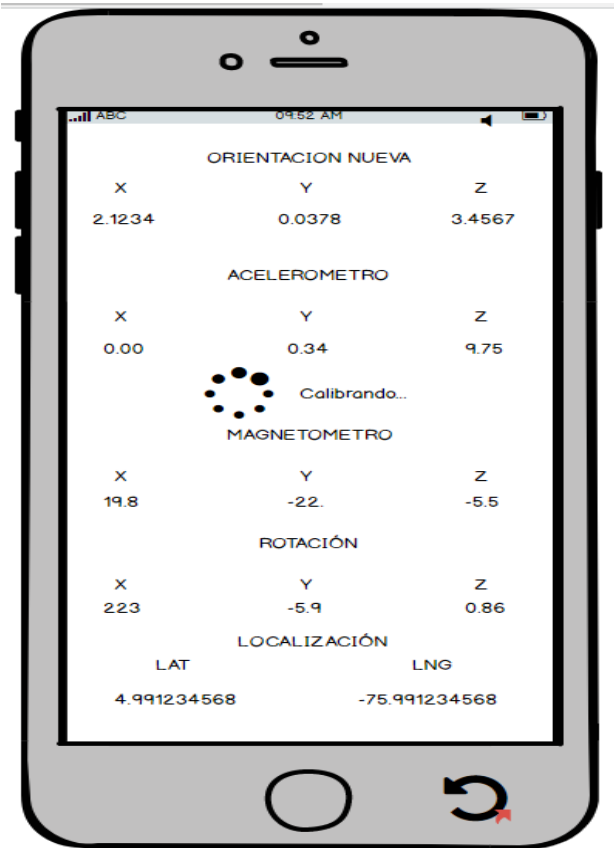 ABC 09:52 AM
ORIENTACION NUEVA
X Y Z
2.1234 0.0378 3.4567
ACELEROMETRO
X Y Z
0.00 0.34 9.75
Calibrando...
MAGNETOMETRO
X Y Z
19.8 -22. -5.5
ROTACIÓN
X Y Z
223 -5.9 0.86
LOCALIZACIÓN
LAT LNG
4.991234568 -75.991234568